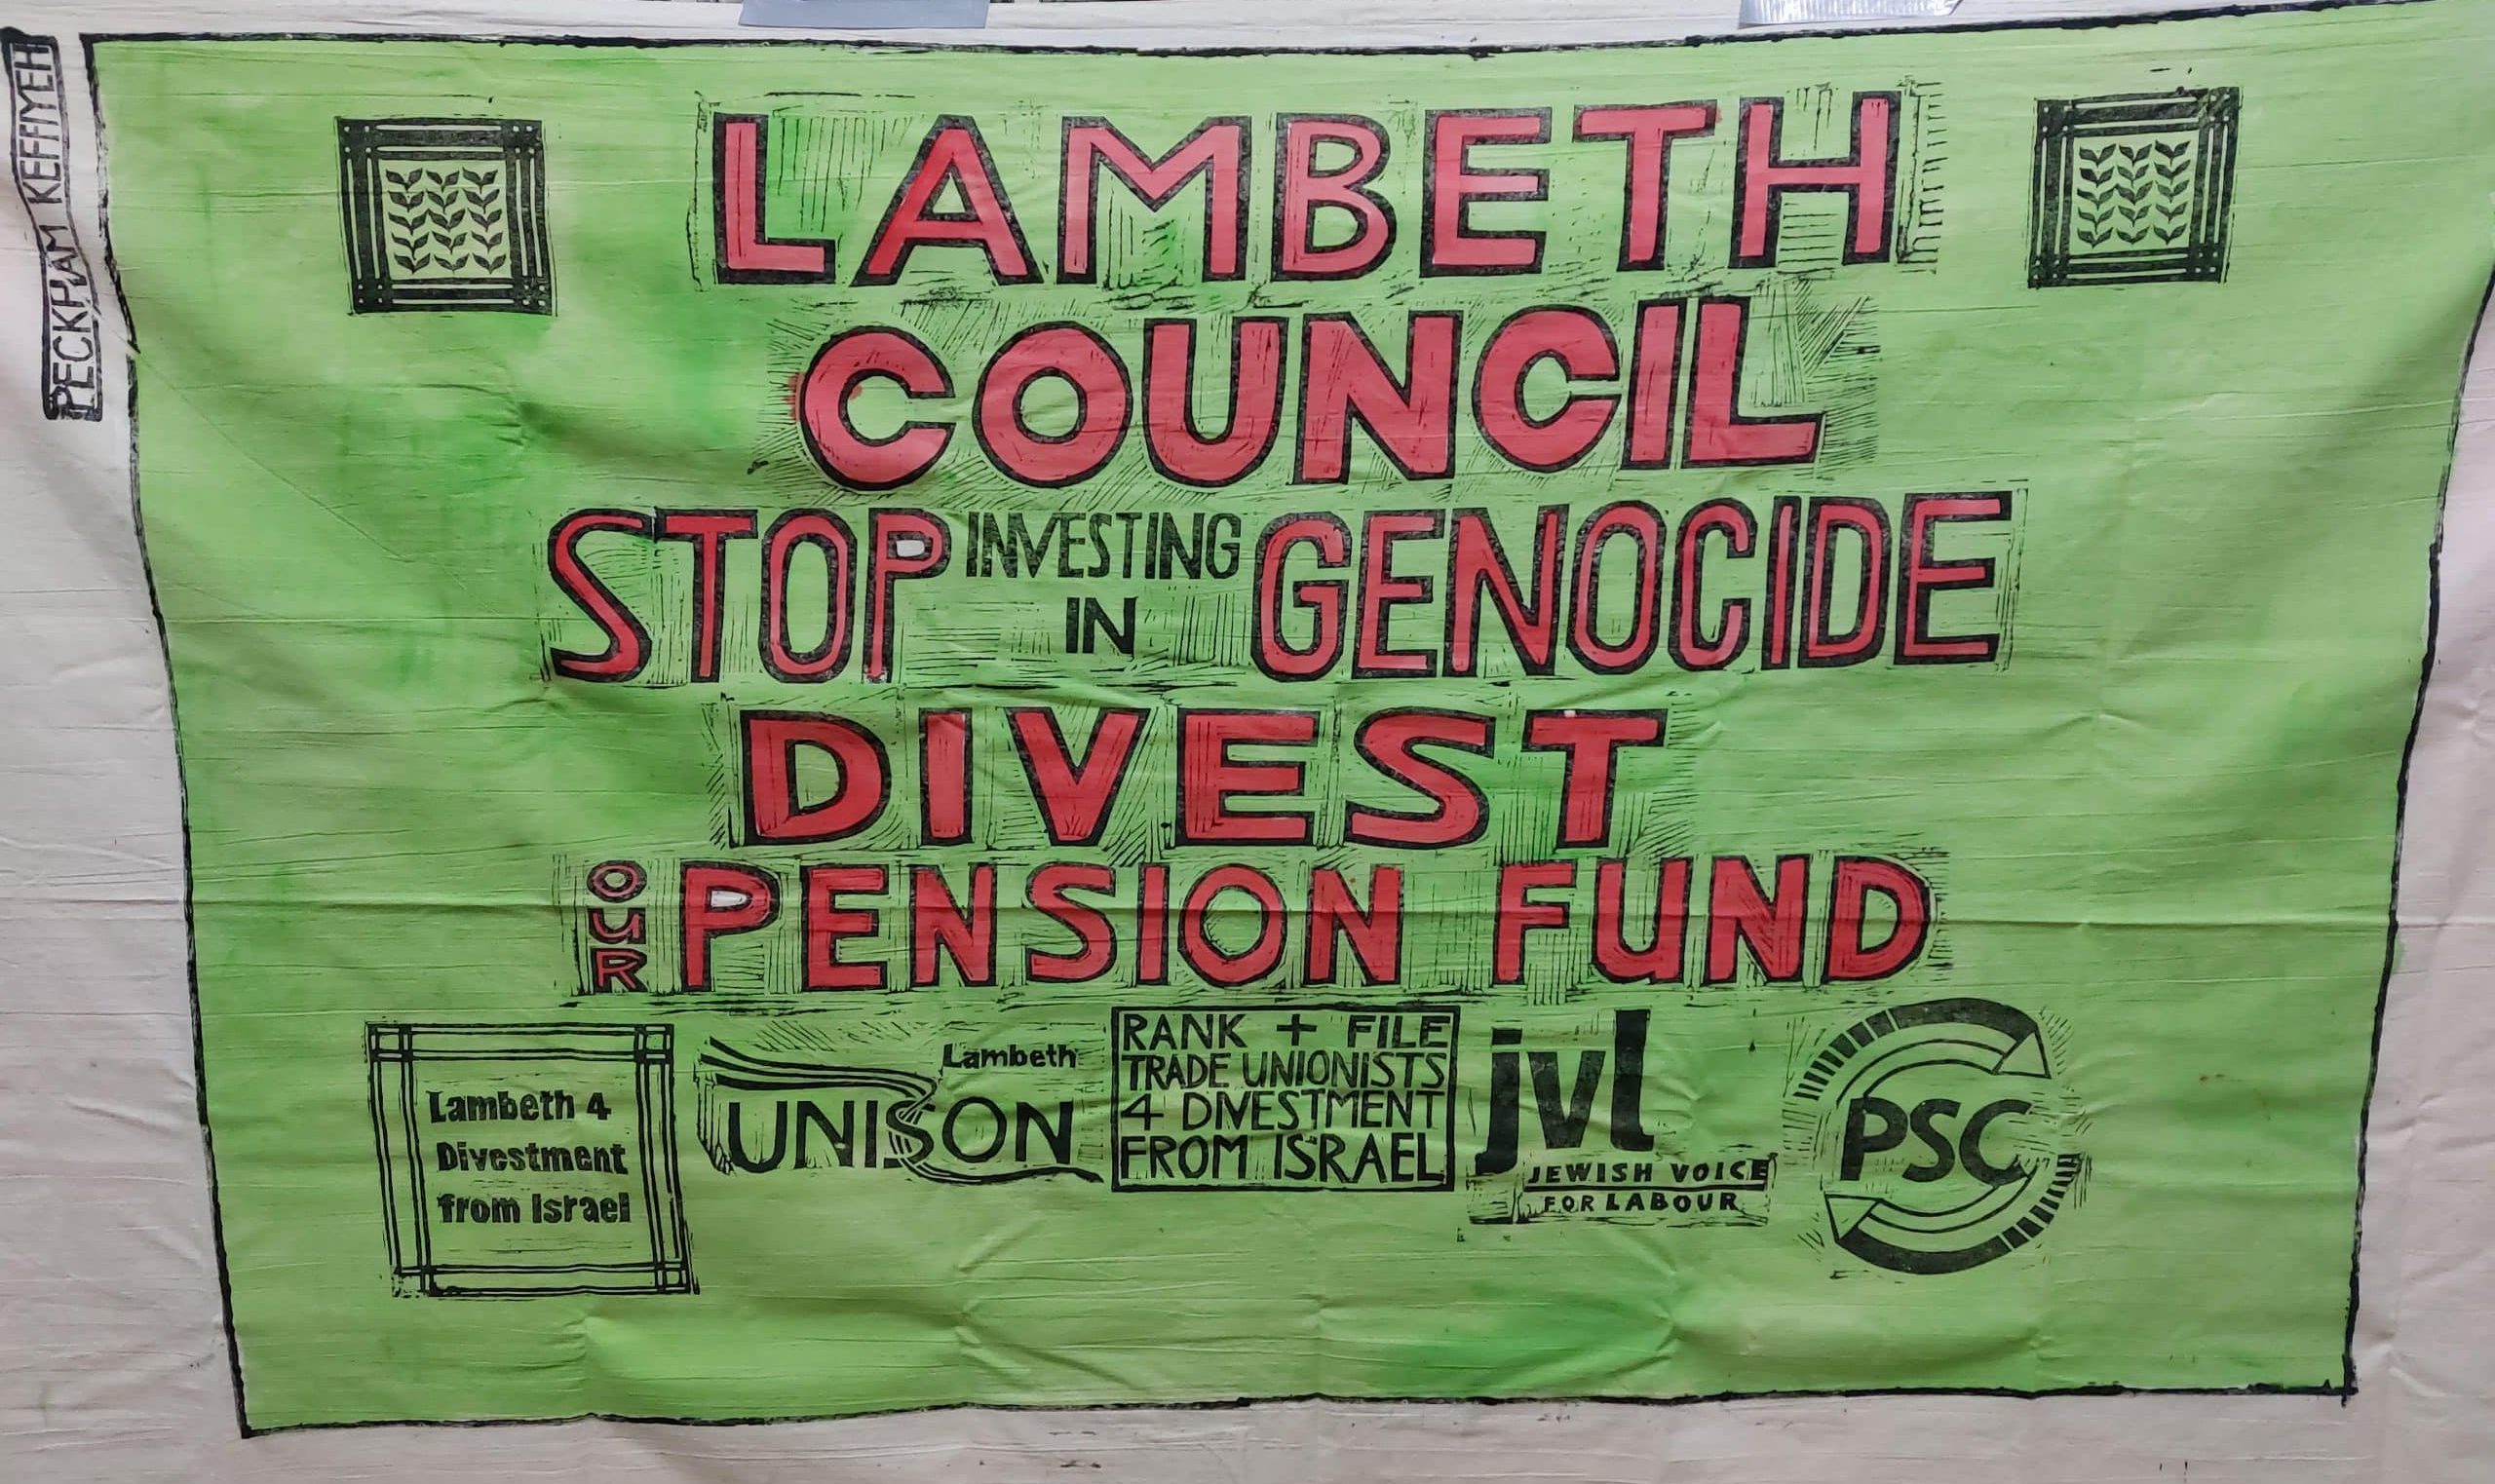 PECKHAM KEFFIYEH
LAMBETH
COUNCIL
STOP INVESTING IN GENOCIDE
DIVEST
OUR PENSION FUND
Lambeth 4
Divestment
from Israel
Lambeth
UNISON
RANK + FILE
TRADE UNIONISTS
4 DIVESTMENT
FROM ISRAEL
jvl
JEWISH VOICE
FOR LABOUR
PSC